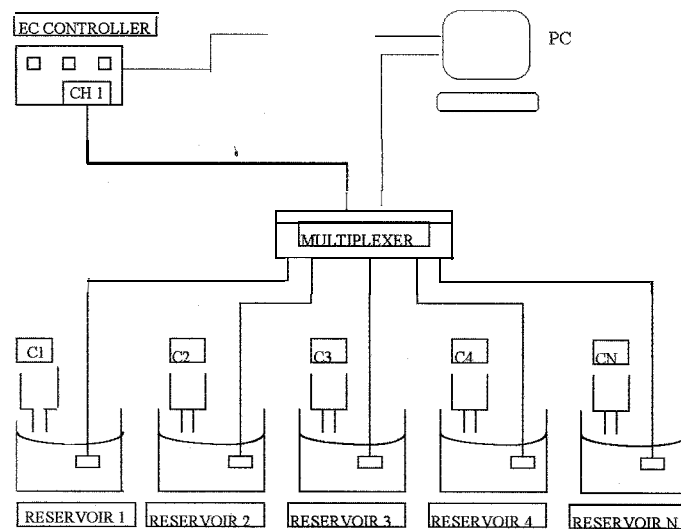 EC CONTROLLER
PC
CH 1
MULTIPLEXER
C1
C2
C3
C4
CN
RESERVOIR 1
RESERVOIR 2
RESERVOIR 3
RESERVOIR 4
RESERVOIR N